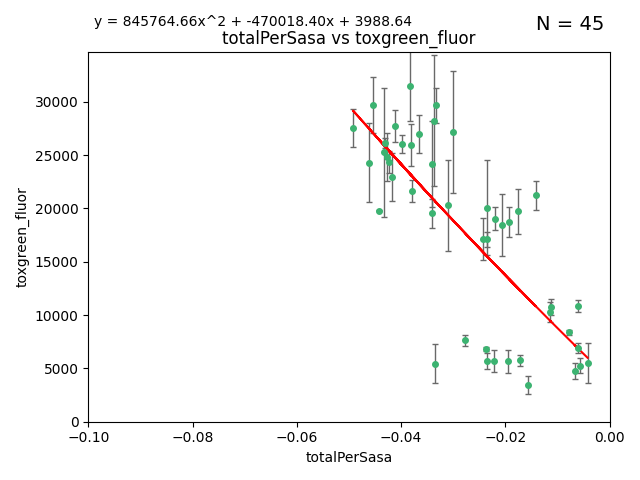 y = 845764.66x^2 + -470018.40x + 3988.64
N = 45
totalPerSasa vs toxgreen_fluor
toxgreen_fluor
30000
25000
20000
15000
10000
5000
0
−0.10
−0.08
−0.06
−0.04
−0.02
0.00
totalPerSasa